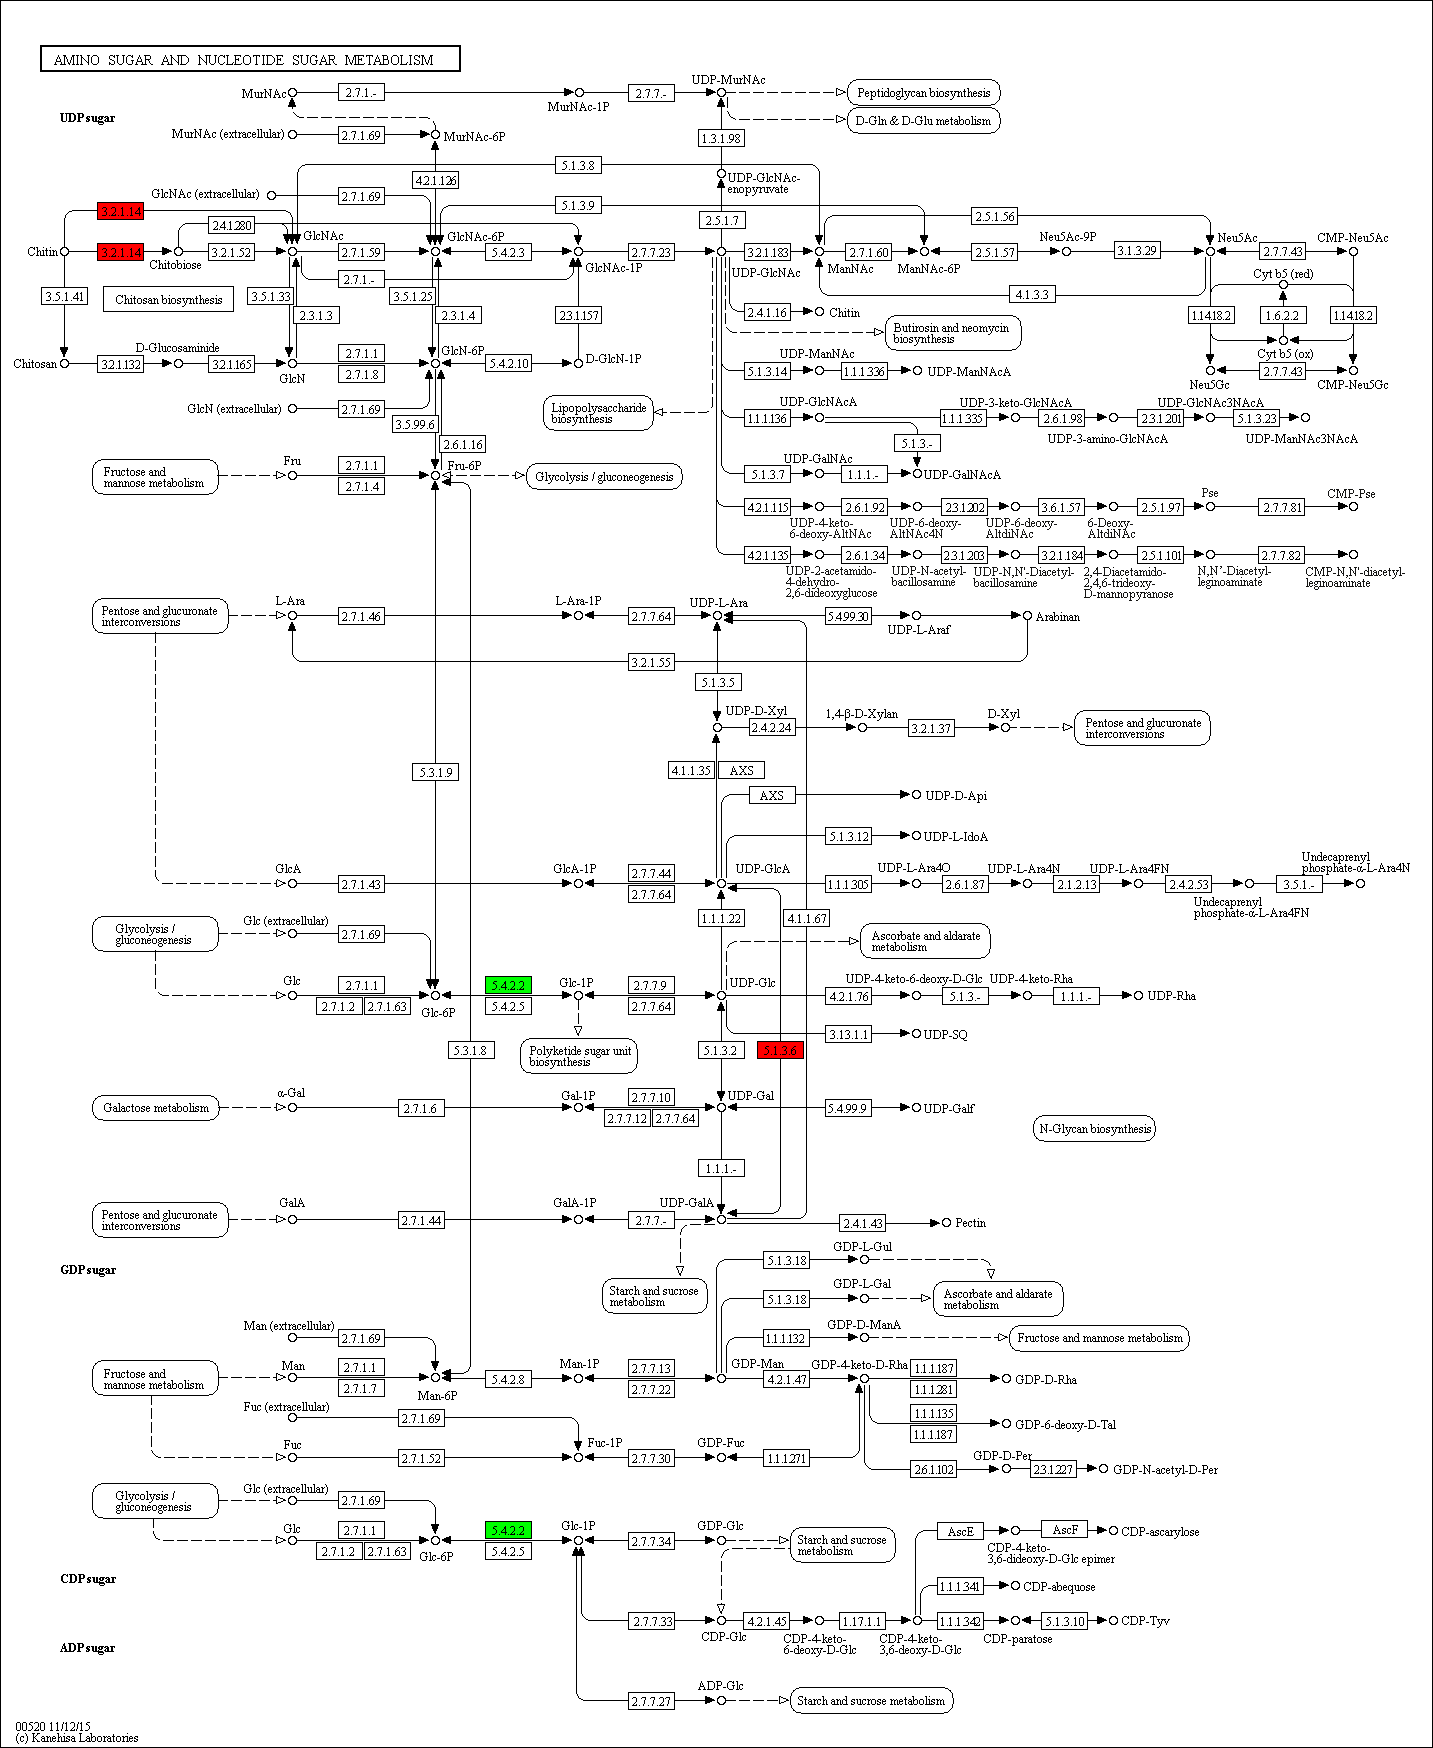 AMINO SUGAR AND NUCLEOTIDE SUGAR METABOLISM
UDP-MurNAc
MurNAc
2.7.1.-
2.7.7.-
Peptidoglycan biosynthesis
MurNAc-1P
UDP sugar
D-Gln & D-Glu metabolism
MurNAc (extracellular)
2.7.1.69
MurNAc-6P
1.3.1.98
5.1.3.8
4.2.1.126
UDP-GlcNAc-
enopyruvate
GlcNAc (extracellular)
2.7.1.69
5.1.3.9
3.2.1.14
2.4.1.280
2.5.1.7
2.5.1.56
GlcNAc
GlcNAc-6P
Neu5Ac-9P
Neu5Ac
CMP-Neu5Ac
Chitin
3.2.1.14
3.2.1.52
2.7.1.59
5.4.2.3
2.7.7.23
3.2.1.183
2.7.1.60
2.5.1.57
3.1.3.29
2.7.7.43
Chitobiose
GlcNAc-1P
UDP-GlcNAc
ManNAc
ManNAc-6P
2.7.1.-
Cyt b5 (red)
3.5.1.41
Chitosan biosynthesis
3.5.1.33
3.5.1.25
4.1.3.3
2.3.1.3
2.3.1.4
2.3.1.157
2.4.1.16
Chitin
1.14.18.2
1.6.2.2
1.14.18.2
Butirosin and neomycin
biosynthesis
D-Glucosaminide
2.7.1.1
GlcN-6P
UDP-ManNAc
Cyt b5 (ox)
Chitosan
3.2.1.132
3.2.1.165
GlcN
2.7.1.8
5.4.2.10
D-GlcN-1P
5.1.3.14
1.1.1.336
UDP-ManNAcA
2.7.7.43
Neu5Gc
CMP-Neu5Gc
GlcN (extracellular)
2.7.1.69
Lipopolysaccharide
biosynthesis
UDP-GlcNAcA
UDP-3-keto-GlcNAcA
UDP-GlcNAc3NAcA
3.5.99.6
1.1.1.136
1.1.1.335
2.6.1.98
2.3.1.201
5.1.3.23
2.6.1.16
5.1.3.-
UDP-3-amino-GlcNAcA
UDP-ManNAc3NAcA
Fructose and
mannose metabolism
Fru
2.7.1.1
2.7.1.4
Fru-6P
Glycolysis / gluconeogenesis
UDP-GalNAc
5.1.3.7
1.1.1.-
UDP-GalNAcA
Pse
CMP-Pse
4.2.1.115
2.6.1.92
2.3.1.202
3.6.1.57
2.5.1.97
2.7.7.81
UDP-4-keto-
6-deoxy-AltNAc
UDP-6-deoxy-
AltNAc4N
UDP-6-deoxy-
AltdiNAc
6-Deoxy-
AltdiNAc
4.2.1.135
2.6.1.34
2.3.1.203
3.2.1.184
2.5.1.101
2.7.7.82
UDP-2-acetamido-
4-dehydro-
2,6-dideoxyglucose
UDP-N-acetyl-
bacillosamine
UDP-N,N'-Diacetyl-
bacillosamine
2,4-Diacetamido-
2,4,6-trideoxy-
D-mannopyranose
N,N'-Diacetyl-
leginoaminate
CMP-N,N'-diacetyl-
leginoaminate
Pentose and glucuronate
interconversions
L-Ara
2.7.1.46
L-Ara-1P
2.7.7.64
UDP-L-Ara
5.4.99.30
UDP-L-Araf
Arabinan
3.2.1.55
5.1.3.5
UDP-D-Xyl
1,4-β-D-Xylan
D-Xyl
2.4.2.24
3.2.1.37
Pentose and glucuronate
interconversions
5.3.1.9
4.1.1.35
AXS
AXS
UDP-D-Api
5.1.3.12
UDP-L-IdoA
GlcA
2.7.1.43
GlcA-1P
2.7.7.44
2.7.7.64
UDP-GlcA
UDP-L-Ara4O
UDP-L-Ara4N
UDP-L-Ara4FN
Undecaprenyl
phosphate-α-L-Ara4N
1.1.1.305
2.6.1.87
2.1.2.13
2.4.2.53
3.5.1.-
Undecaprenyl
phosphate-α-L-Ara4FN
Glc (extracellular)
1.1.1.22
4.1.1.67
Glycolysis /
gluconeogenesis
2.7.1.69
Ascorbate and aldarate
metabolism
Glc
2.7.1.1
5.4.2.2
Glc-1P
2.7.7.9
UDP-Glc
UDP-4-keto-6-deoxy-D-Glc
UDP-4-keto-Rha
2.7.1.2
2.7.1.63
Glc-6P
5.4.2.5
2.7.7.64
4.2.1.76
5.1.3.-
1.1.1.-
UDP-Rha
3.13.1.1
UDP-SQ
5.3.1.8
Polyketide sugar unit
biosynthesis
5.1.3.2
5.1.3.6
Galactose metabolism
α-Gal
2.7.1.6
Gal-1P
2.7.7.10
2.7.7.12
2.7.7.64
UDP-Gal
5.4.99.9
UDP-Galf
N-Glycan biosynthesis
1.1.1.-
Pentose and glucuronate
interconversions
GalA
2.7.1.44
GalA-1P
2.7.7.-
UDP-GalA
2.4.1.43
Pectin
GDP sugar
5.1.3.18
GDP-L-Gul
Starch and sucrose
metabolism
5.1.3.18
GDP-L-Gal
Ascorbate and aldarate
metabolism
Man (extracellular)
2.7.1.69
1.1.1.132
GDP-D-ManA
Fructose and mannose metabolism
Fructose and
mannose metabolism
Man
2.7.1.1
2.7.1.7
Man-6P
5.4.2.8
Man-1P
2.7.7.13
2.7.7.22
GDP-Man
4.2.1.47
GDP-4-keto-D-Rha
1.1.1.187
1.1.1.281
GDP-D-Rha
Fuc (extracellular)
2.7.1.69
1.1.1.135
1.1.1.187
GDP-6-deoxy-D-Tal
Fuc
2.7.1.52
Fuc-1P
2.7.7.30
GDP-Fuc
1.1.1.271
GDP-D-Per
2.6.1.102
2.3.1.227
GDP-N-acetyl-D-Per
Glycolysis /
gluconeogenesis
Glc (extracellular)
2.7.1.69
Glc
2.7.1.1
2.7.1.2
2.7.1.63
Glc-6P
5.4.2.2
5.4.2.5
Glc-1P
2.7.7.34
GDP-Glc
Starch and sucrose
metabolism
AscE
AscF
CDP-ascarylose
CDP-4-keto-
3,6-dideoxy-D-Glc epimer
CDP sugar
1.1.1.341
CDP-abequose
2.7.7.33
CDP-Glc
4.2.1.45
1.17.1.1
1.1.1.342
5.1.3.10
CDP-Tyv
CDP-4-keto-
6-deoxy-D-Glc
CDP-4-keto-
3,6-deoxy-D-Glc
CDP-paratose
ADP sugar
2.7.7.27
ADP-Glc
Starch and sucrose metabolism
00520 11/12/15
(c) Kanehisa Laboratories